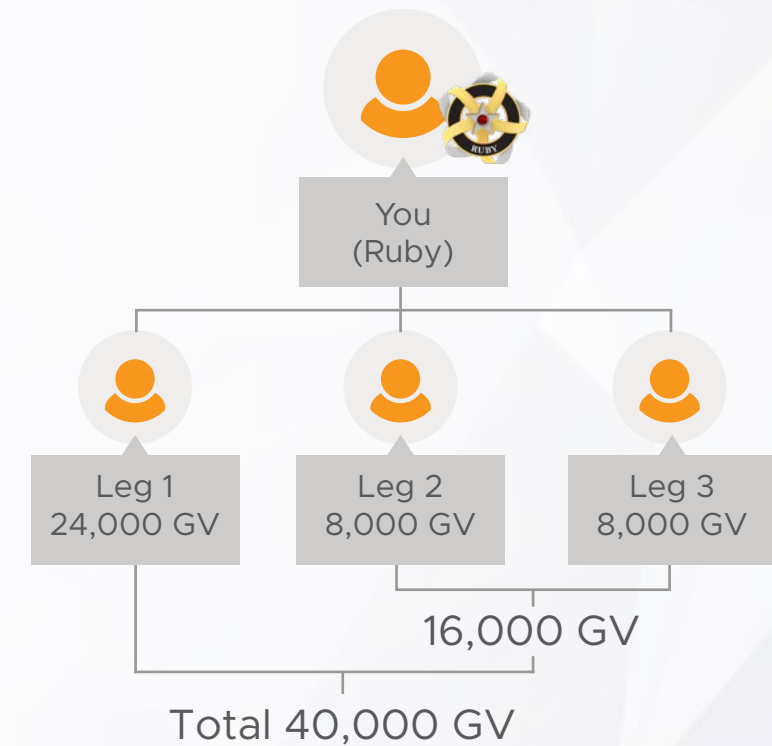 RUBY
You
(Ruby)
Leg 1
24,000 GV
Leg 2
8,000 GV
Leg 3
8,000 GV
16,000 GV
Total 40,000 GV